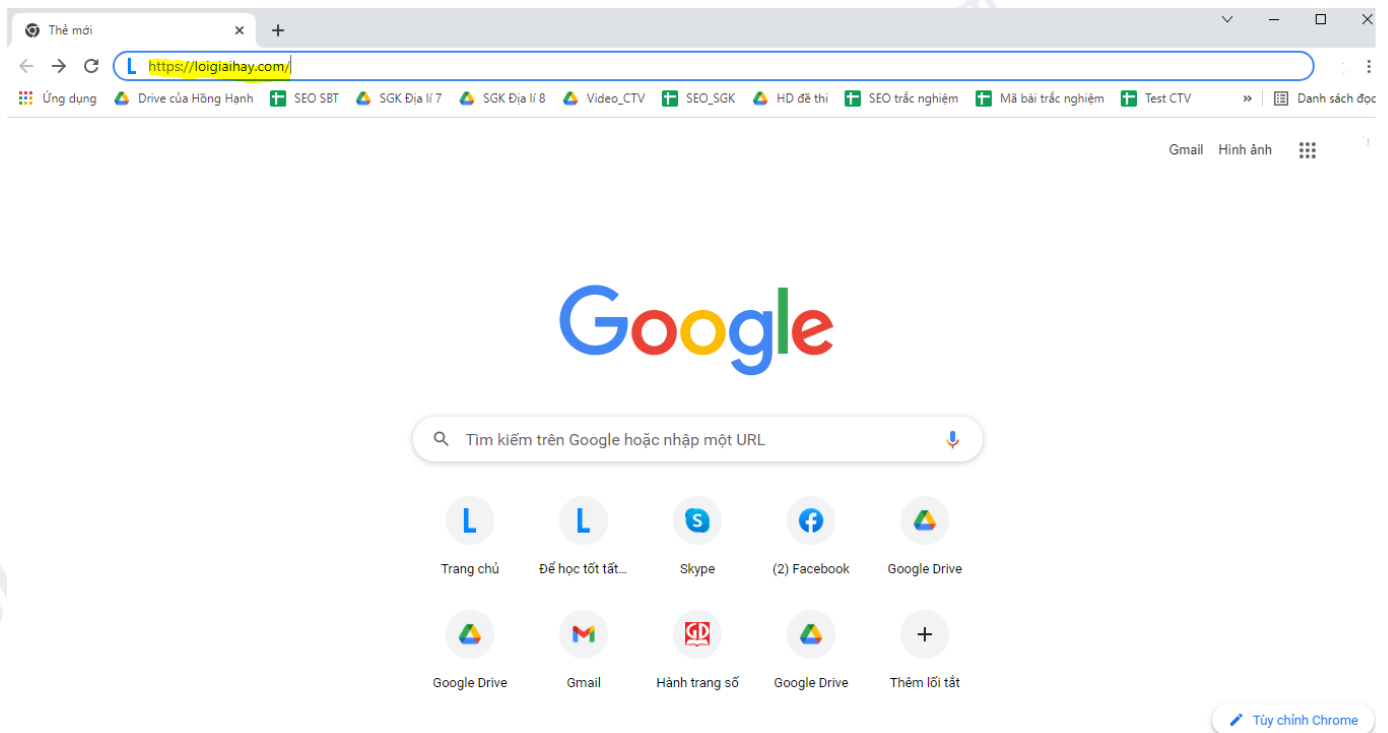 Thẻ mới
https://loigiaihay.com/
Ứng dụng Drive của Hồng Hạnh SEO SBT SGK Địa lí 7 SGK Địa lí 8 Video_CTV SEO_SGK HD đề thi SEO trắc nghiệm Mã bài trắc nghiệm Test CTV » Danh sách đọc
Gmail Hình ảnh
Google
Tìm kiếm trên Google hoặc nhập một URL
Trang chủ Để học tốt tất... Skype (2) Facebook Google Drive
Google Drive Gmail Hành trang số Google Drive Thêm lối tắt
Tùy chỉnh Chrome